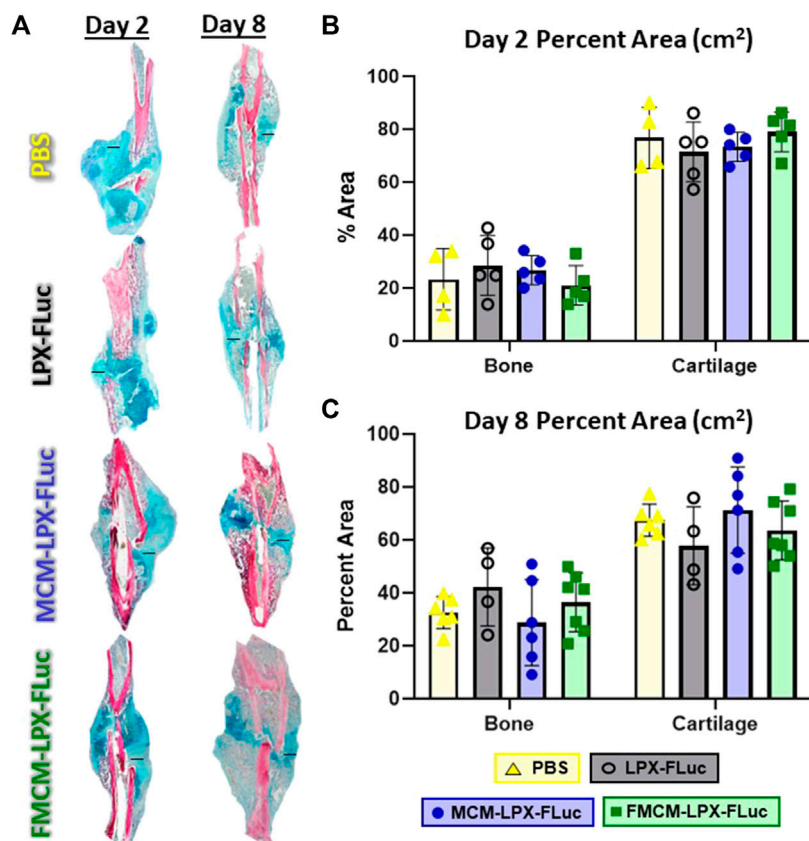 A
Day 2
Day 8
PBS
LPX-FLuc
MCM-LPX-FLuc
FMCM-LPX-FLuc
B
Day 2 Percent Area (cm²)
% Area
100
80
60
40
20
0
Bone
Cartilage
C
Day 8 Percent Area (cm²)
Percent Area
100
80
60
40
20
0
Bone
Cartilage
PBS
LPX-FLuc
MCM-LPX-FLuc
FMCM-LPX-FLuc